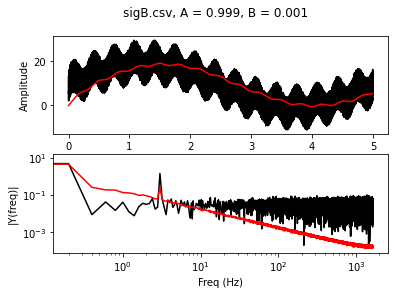 sigB.csv, A = 0.999, B = 0.001
Amplitude
20
0
0 1 2 3 4 5
|Y(freq)|
10¹
10⁻¹
10⁻³
10⁰ 10¹ 10² 10³
Freq (Hz)